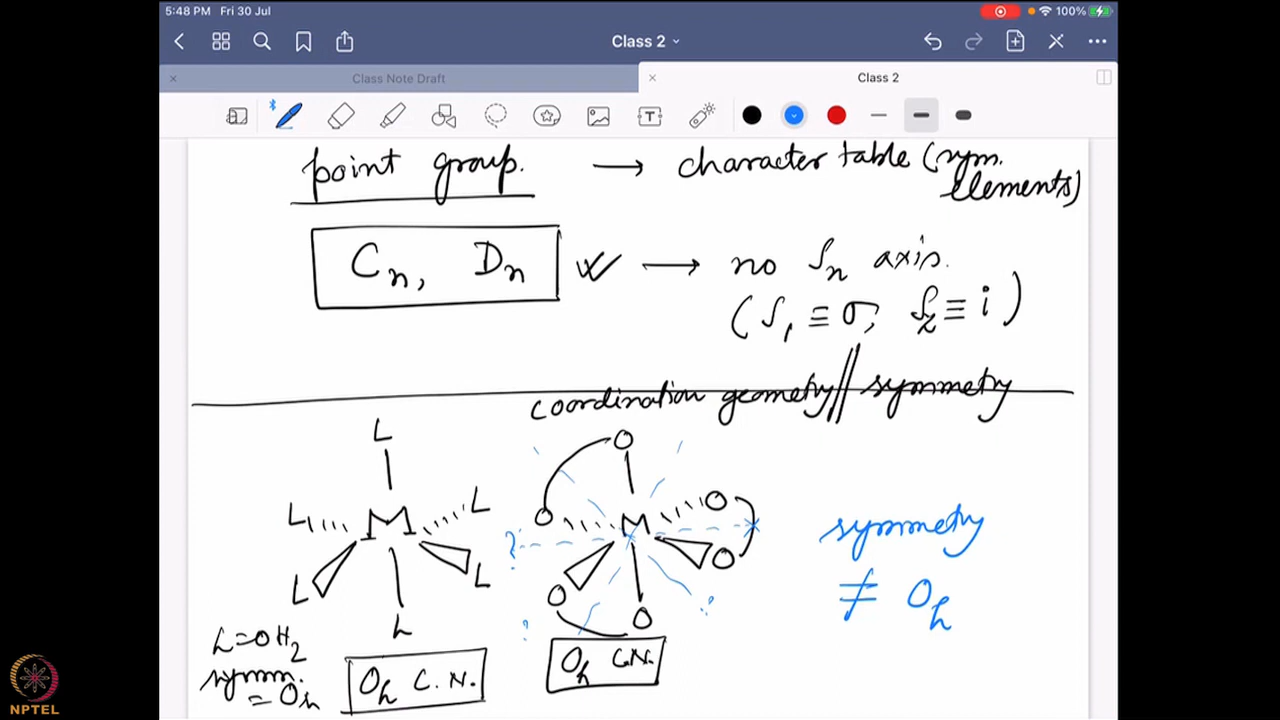 5:48 PM Fri 30 Jul
100%
Class 2
Class Note Draft
Class 2
T
point group. → character table (sym. elements)
Cn, Dn → no Sn axis.
(S1 ≡ σ, S2 ≡ i)
coordination geometry // symmetry
L
L L
M
L L
L
L=OH2
symm.
= Oh
Oh C.N.
O
O O
M
O O
O
? ? ?
Oh C.N.
symmetry
≠ Oh
NPTEL